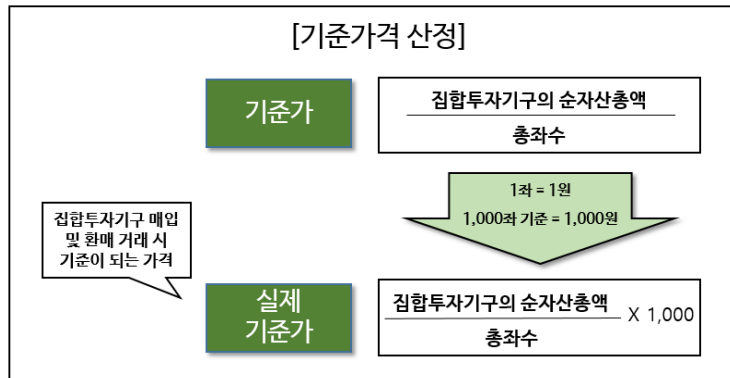 [기준가격 산정]
기준가
집합투자기구의 순자산총액
총좌수
1좌 = 1원
1,000좌 기준 = 1,000원
집합투자기구 매입
및 환매 거래 시
기준이 되는 가격
실제
기준가
집합투자기구의 순자산총액
X 1,000
총좌수